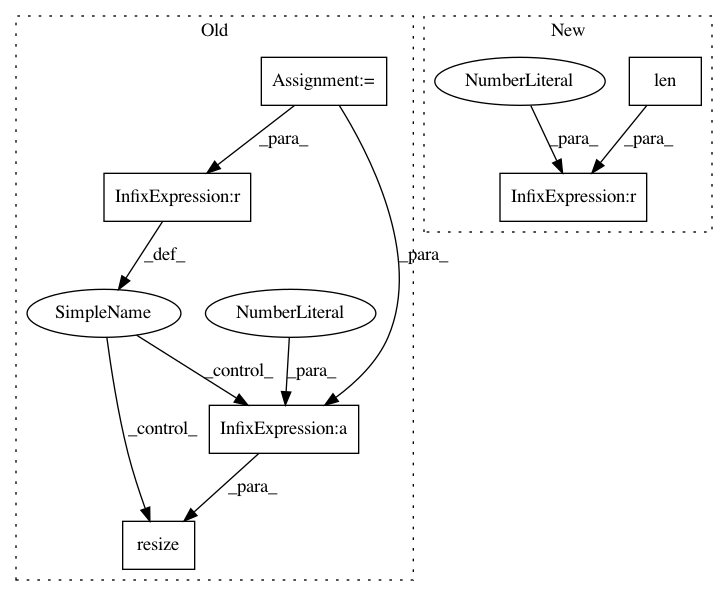 Old
New
Assignment:=
NumberLiteral
len
_para_
_para_
_para_
InfixExpression:r
InfixExpression:r
_def_
_para_
SimpleName
NumberLiteral
_control_
_para_
_control_
InfixExpression:a
_para_
resize